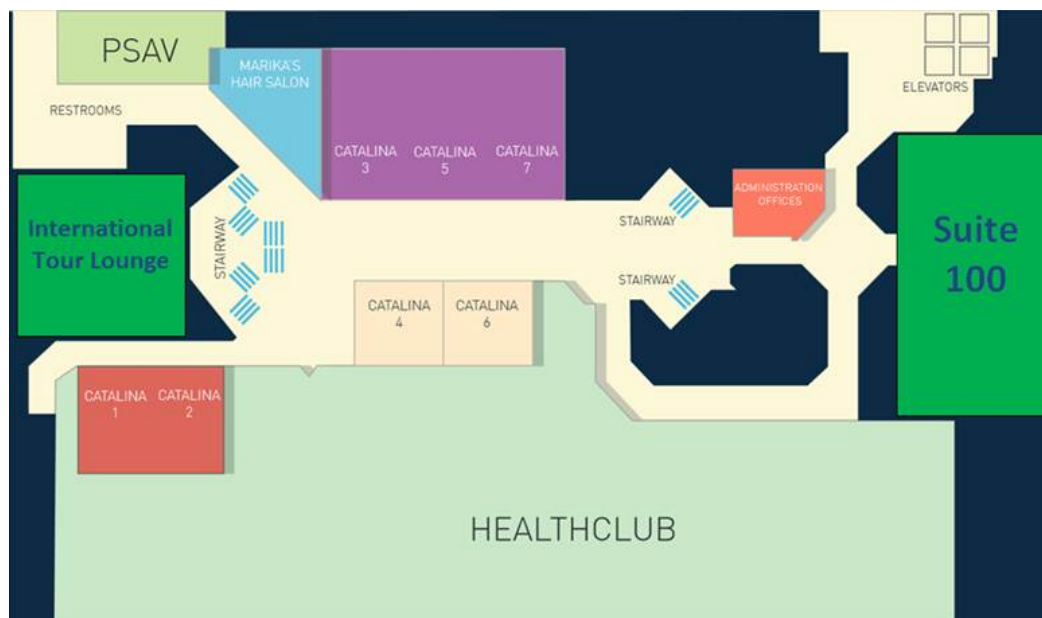 PSAV
MARIKA'S
HAIR SALON
RESTROOMS
ELEVATORS
CATALINA
3
CATALINA
5
CATALINA
7
ADMINISTRATION
OFFICES
International
Tour Lounge
STAIRWAY
STAIRWAY
STAIRWAY
Suite
100
CATALINA
4
CATALINA
6
CATALINA
1
CATALINA
2
HEALTHCLUB